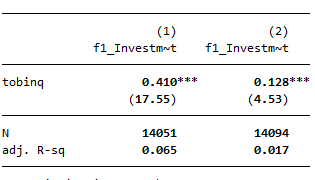 (1) (2)
f1_Investm~t f1_Investm~t
tobinq 0.410*** 0.128***
(17.55) (4.53)
N 14051 14094
adj. R-sq 0.065 0.017